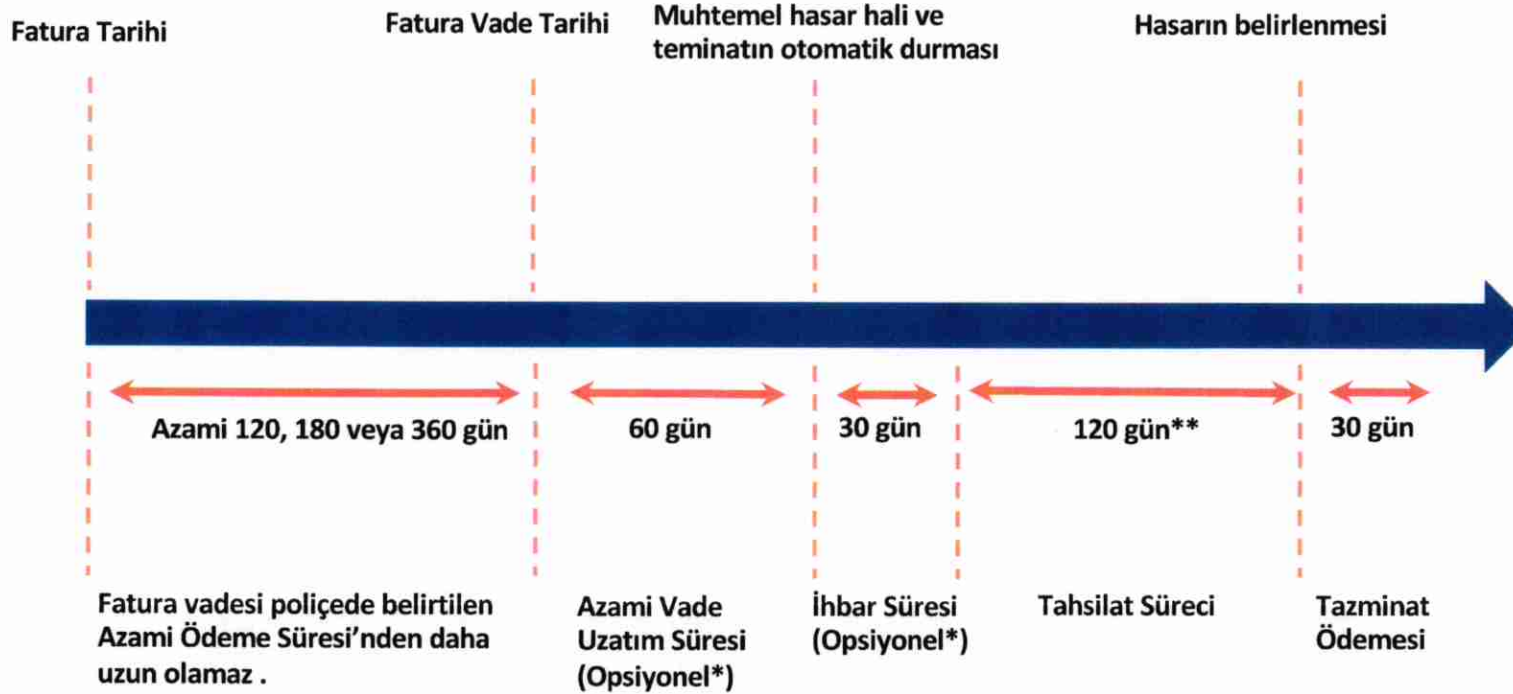 Fatura Tarihi
Fatura Vade Tarihi
Muhtemel hasar hali ve
teminatın otomatik durması
Hasarın belirlenmesi
Azami 120, 180 veya 360 gün
60 gün
30 gün
120 gün**
30 gün
Fatura vadesi poliçede belirtilen
Azami Ödeme Süresi’nden daha
uzun olamaz .
Azami Vade
Uzatım Süresi
(Opsiyonel*)
İhbar Süresi
(Opsiyonel*)
Tahsilat Süreci
Tazminat
Ödemesi